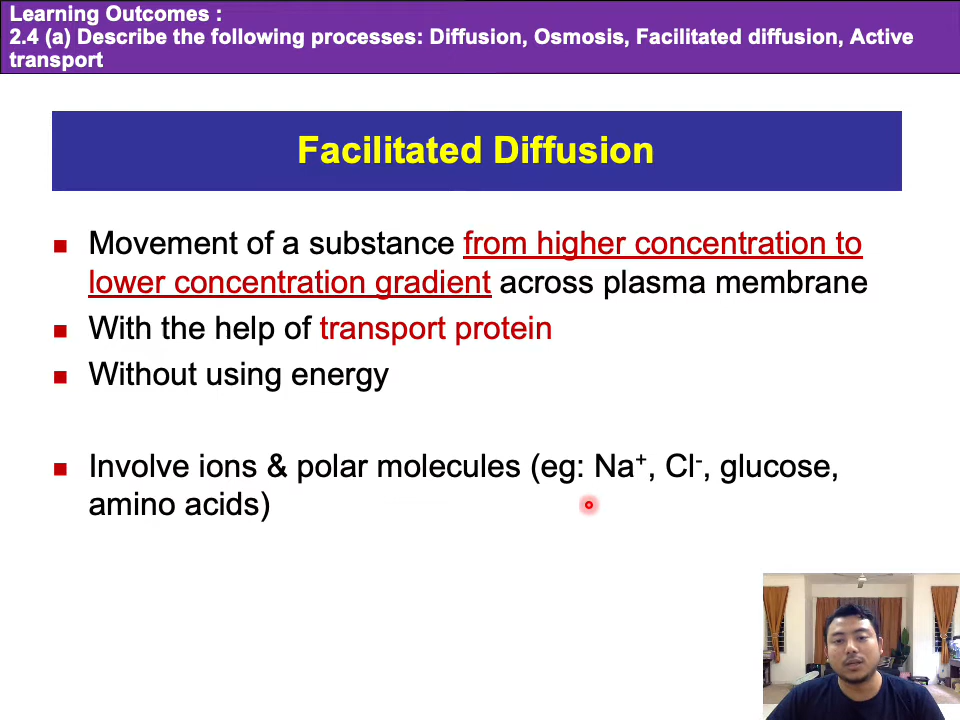 Learning Outcomes :
2.4 (a) Describe the following processes: Diffusion, Osmosis, Facilitated diffusion, Active
transport
Facilitated Diffusion
Movement of a substance from higher concentration to
lower concentration gradient across plasma membrane
With the help of transport protein
Without using energy
Involve ions & polar molecules (eg: Na⁺, Cl⁻, glucose,
amino acids)